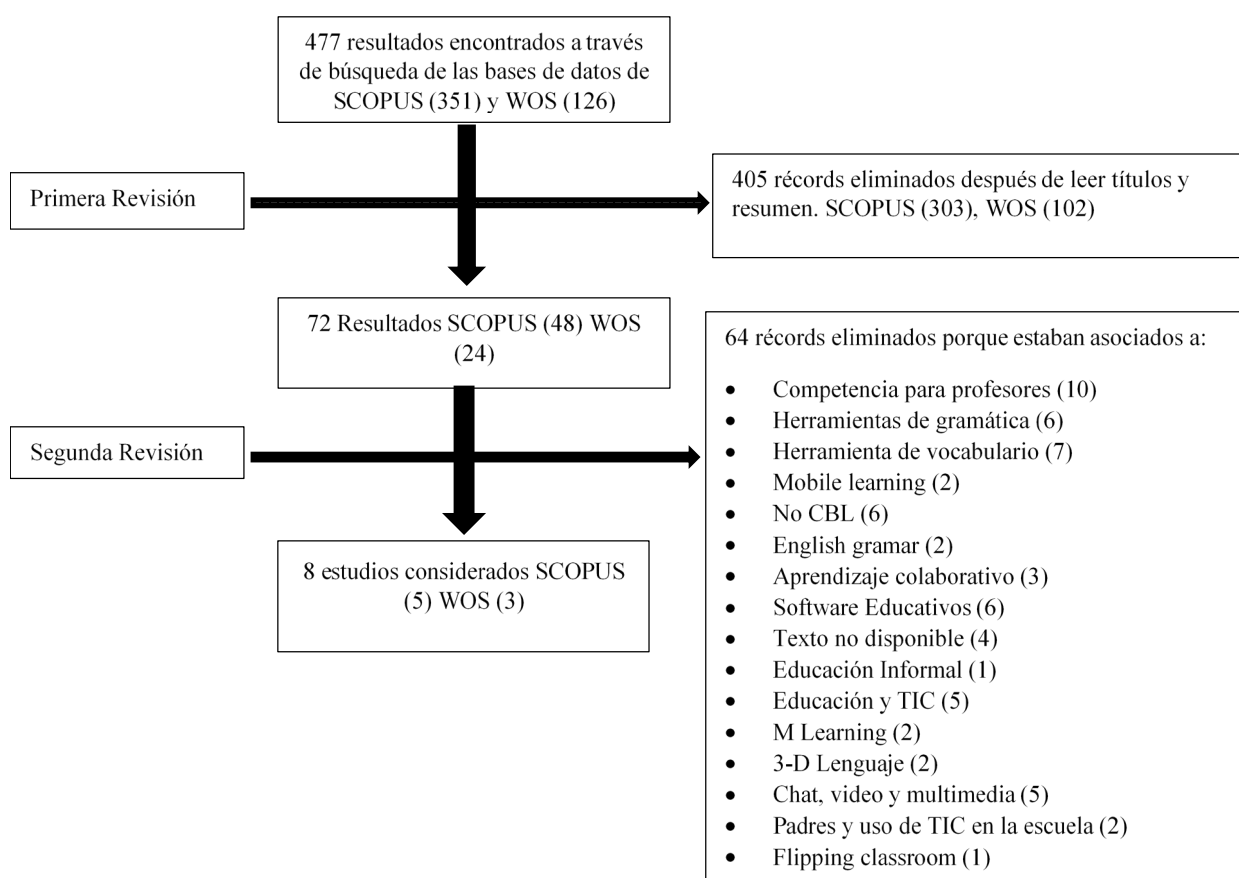 477 resultados encontrados a través
de búsqueda de las bases de datos de
SCOPUS (351) y WOS (126)
Primera Revisión
405 récords eliminados después de leer títulos y
resumen. SCOPUS (303), WOS (102)
72 Resultados SCOPUS (48) WOS
(24)
Segunda Revisión
64 récords eliminados porque estaban asociados a:
• Competencia para profesores (10)
• Herramientas de gramática (6)
• Herramienta de vocabulario (7)
• Mobile learning (2)
• No CBL (6)
• English gramar (2)
• Aprendizaje colaborativo (3)
• Software Educativos (6)
• Texto no disponible (4)
• Educación Informal (1)
• Educación y TIC (5)
• M Learning (2)
• 3-D Lenguaje (2)
• Chat, video y multimedia (5)
• Padres y uso de TIC en la escuela (2)
• Flipping classroom (1)
8 estudios considerados SCOPUS
(5) WOS (3)